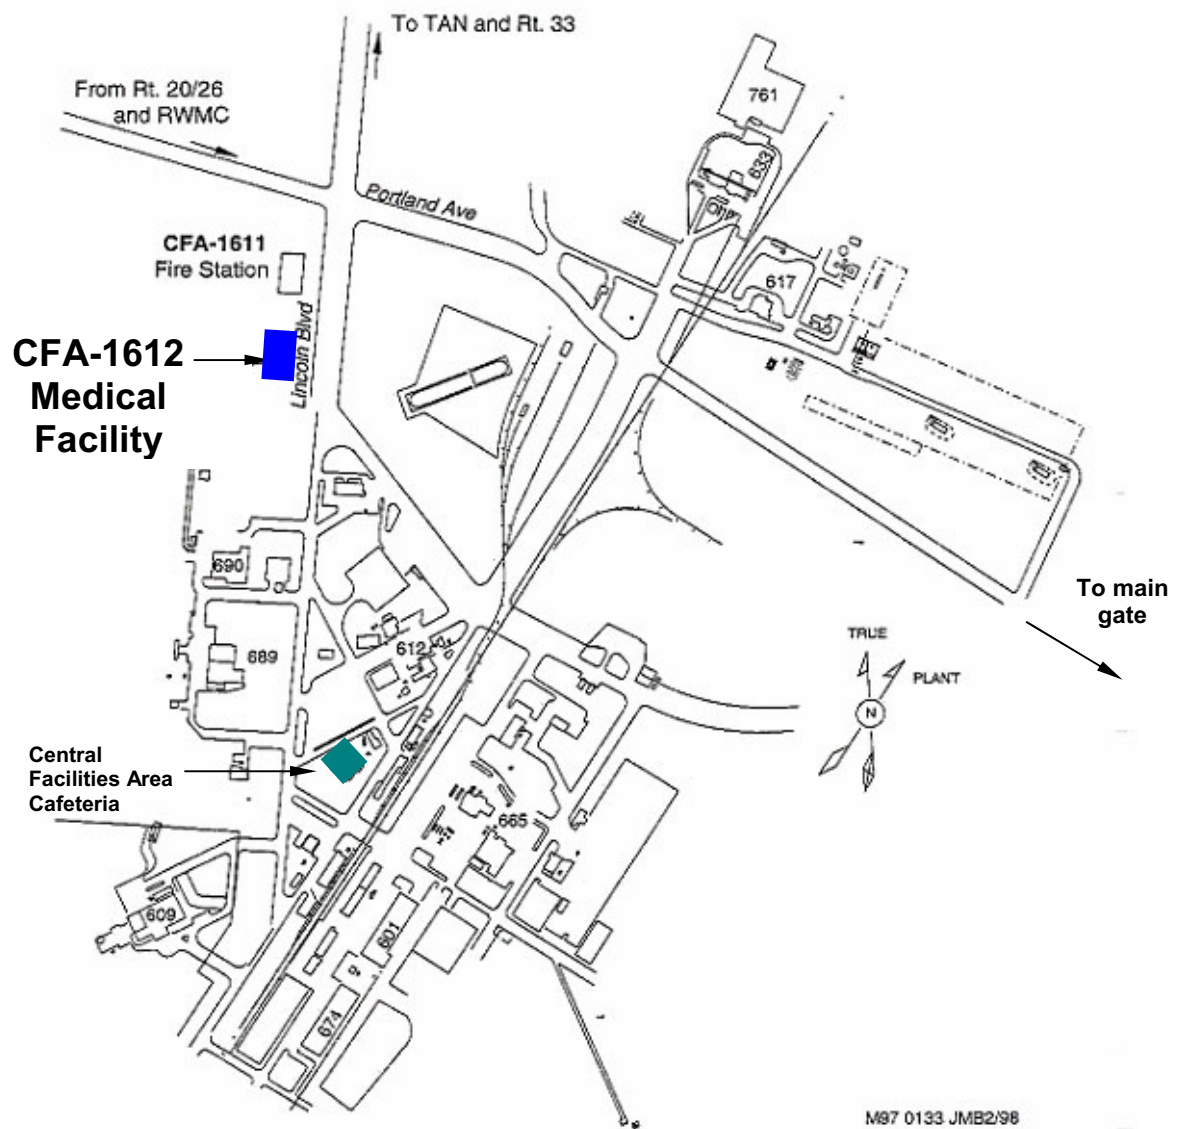 To TAN and Rt. 33
From Rt. 20/26
and RWMC
761
633
Portland Ave
CFA-1611
Fire Station
617
Lincoln Blvd
CFA-1612
Medical
Facility
690
To main
gate
TRUE
612
689
PLANT
N
Central
Facilities Area
Cafeteria
665
609
601
674
M97 0133 JMB2/98